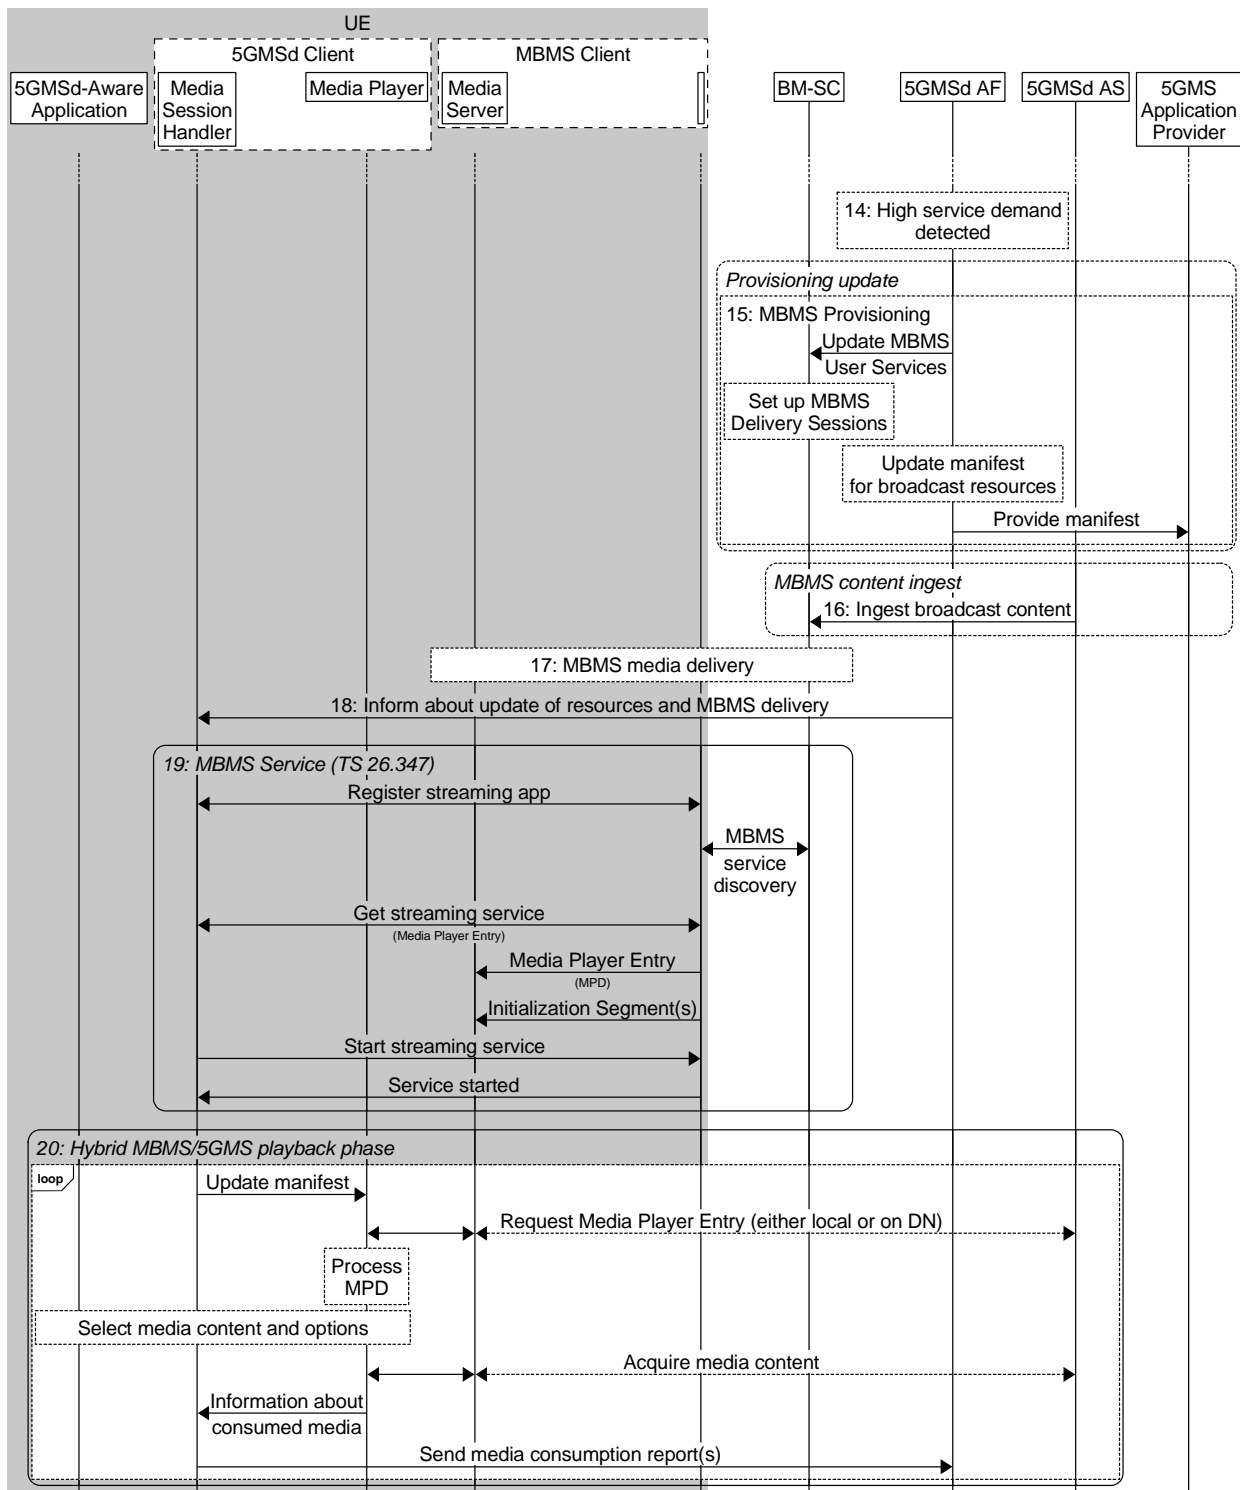 UE
5GMSd Client
MBMS Client
5GMSd-Aware
Application
Media
Session
Handler
Media Player
Media
Server
BM-SC
5GMSd AF
5GMSd AS
5GMS
Application
Provider
14: High service demand
detected
Provisioning update
15: MBMS Provisioning
Update MBMS
User Services
Set up MBMS
Delivery Sessions
Update manifest
for broadcast resources
Provide manifest
MBMS content ingest
16: Ingest broadcast content
17: MBMS media delivery
18: Inform about update of resources and MBMS delivery
19: MBMS Service (TS 26.347)
Register streaming app
MBMS
service
discovery
Get streaming service
(Media Player Entry)
Media Player Entry
(MPD)
Initialization Segment(s)
Start streaming service
Service started
20: Hybrid MBMS/5GMS playback phase
loop
Update manifest
Request Media Player Entry (either local or on DN)
Process
MPD
Select media content and options
Acquire media content
Information about
consumed media
Send media consumption report(s)